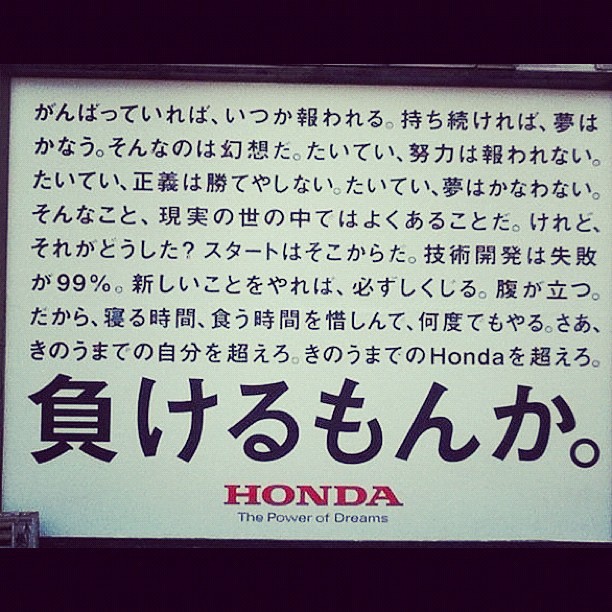 がんばっていれば、いつか報われる。持ち続ければ、夢は
かなう。そんなのは幻想だ。たいてい、努力は報われない。
たいてい、正義は勝てやしない。たいてい、夢はかなわない。
そんなこと、現実の世の中ではよくあることだ。けれど、
それがどうした？スタートはそこからだ。技術開発は失敗
が99%。新しいことをやれば、必ずしくじる。腹が立つ。
だから、寝る時間、食う時間を惜しんで、何度でもやる。さあ、
きのうまでの自分を超えろ。きのうまでのHondaを超えろ。
負けるもんか。
HONDA
The Power of Dreams